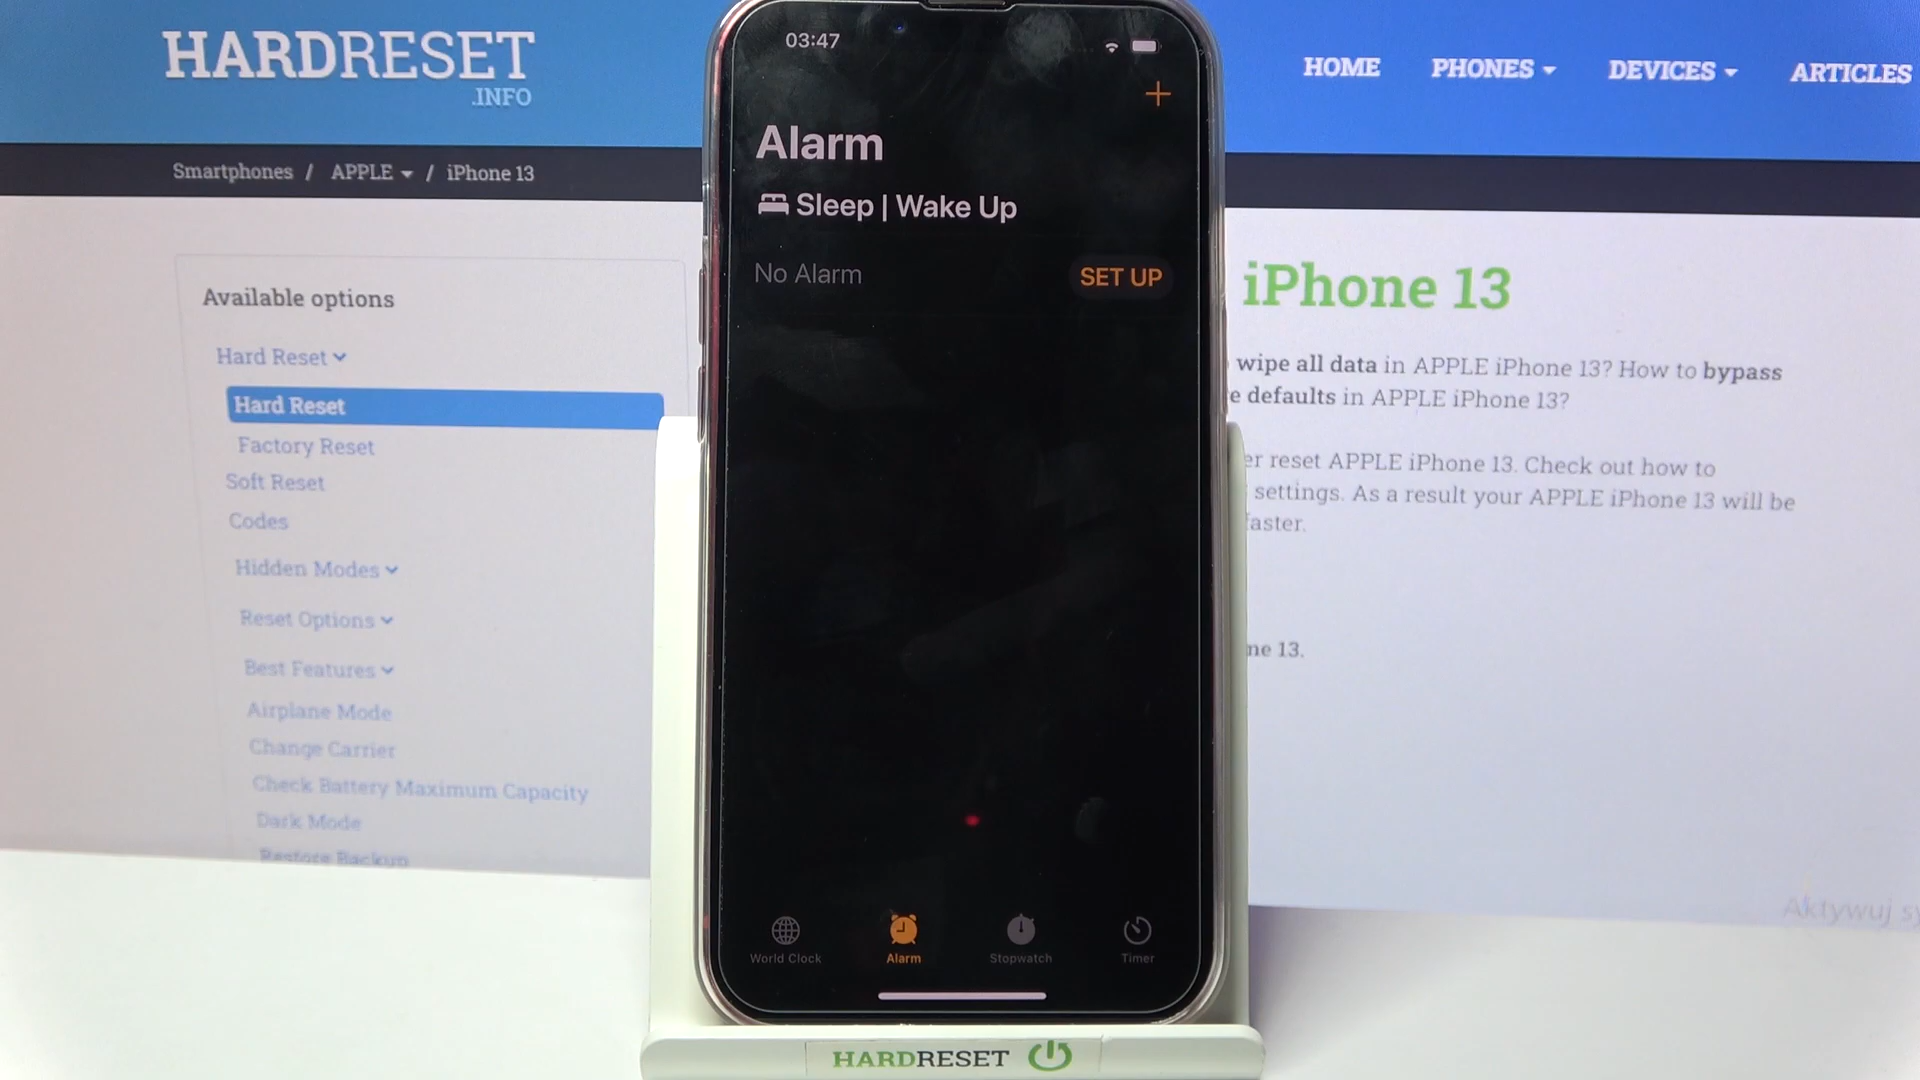 HARDRESET
.INFO
HOME PHONES DEVICES ARTICLES
Smartphones / APPLE / iPhone 13
Available options
Hard Reset
Hard Reset
Factory Reset
Soft Reset
Codes
Hidden Modes
Reset Options
Best Features
Airplane Mode
Change Carrier
Check Battery Maximum Capacity
Dark Mode
Restore Backup
03:47
Alarm
Sleep | Wake Up
No Alarm SET UP
World Clock Alarm Stopwatch Timer
iPhone 13
wipe all data in APPLE iPhone 13? How to bypass
defaults in APPLE iPhone 13?
reset APPLE iPhone 13. Check out how to
settings. As a result your APPLE iPhone 13 will be
faster.
13.
Aktywuj
HARDRESET